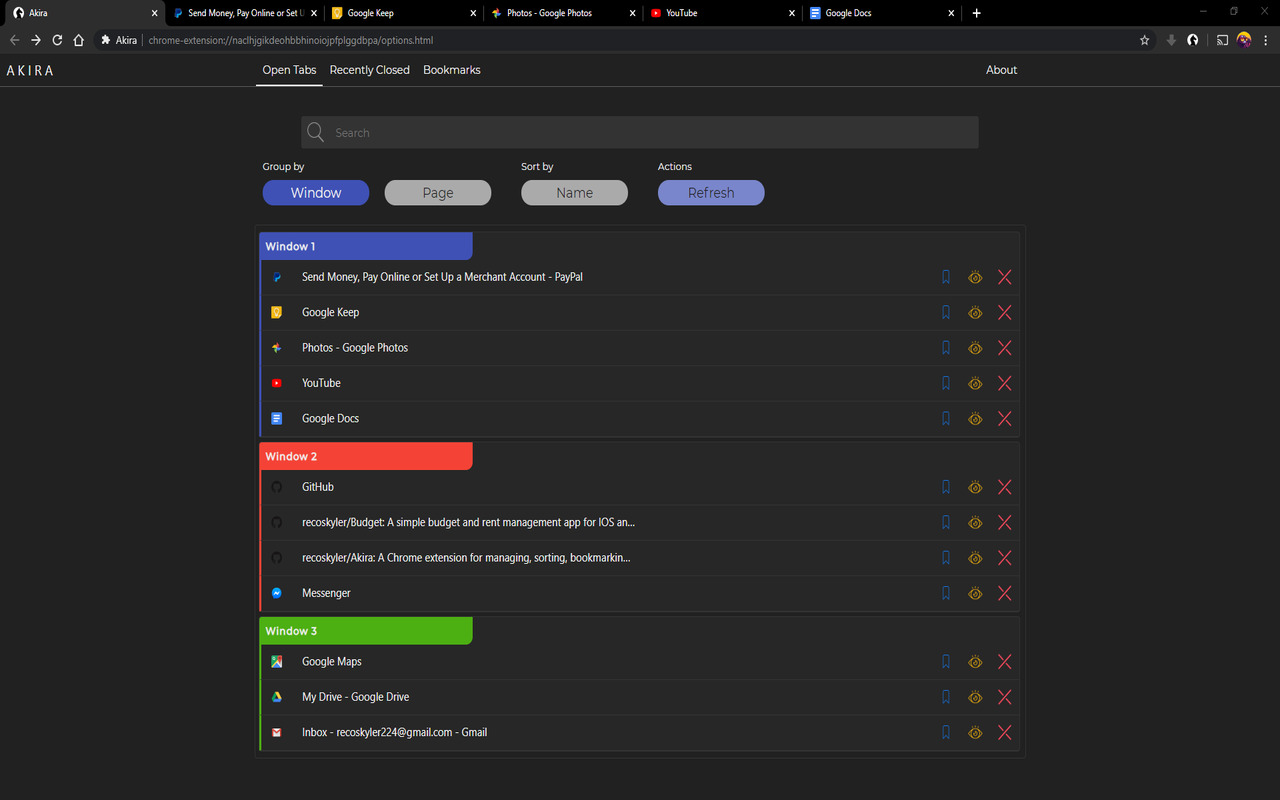 Akira
Send Money, Pay Online or Set U
Google Keep
Photos - Google Photos
YouTube
Google Docs
Akira
chrome-extension://naclhjgikdeohbbhinoiojpfplggdbpa/options.html
AKIRA
Open Tabs
Recently Closed
Bookmarks
About
Search
Group by
Sort by
Actions
Window
Page
Name
Refresh
Window 1
Send Money, Pay Online or Set Up a Merchant Account - PayPal
Google Keep
Photos - Google Photos
YouTube
Google Docs
Window 2
GitHub
recoskyler/Budget: A simple budget and rent management app for IOS an...
recoskyler/Akira: A Chrome extension for managing, sorting, bookmarkin...
Messenger
Window 3
Google Maps
My Drive - Google Drive
Inbox - recoskyler224@gmail.com - Gmail